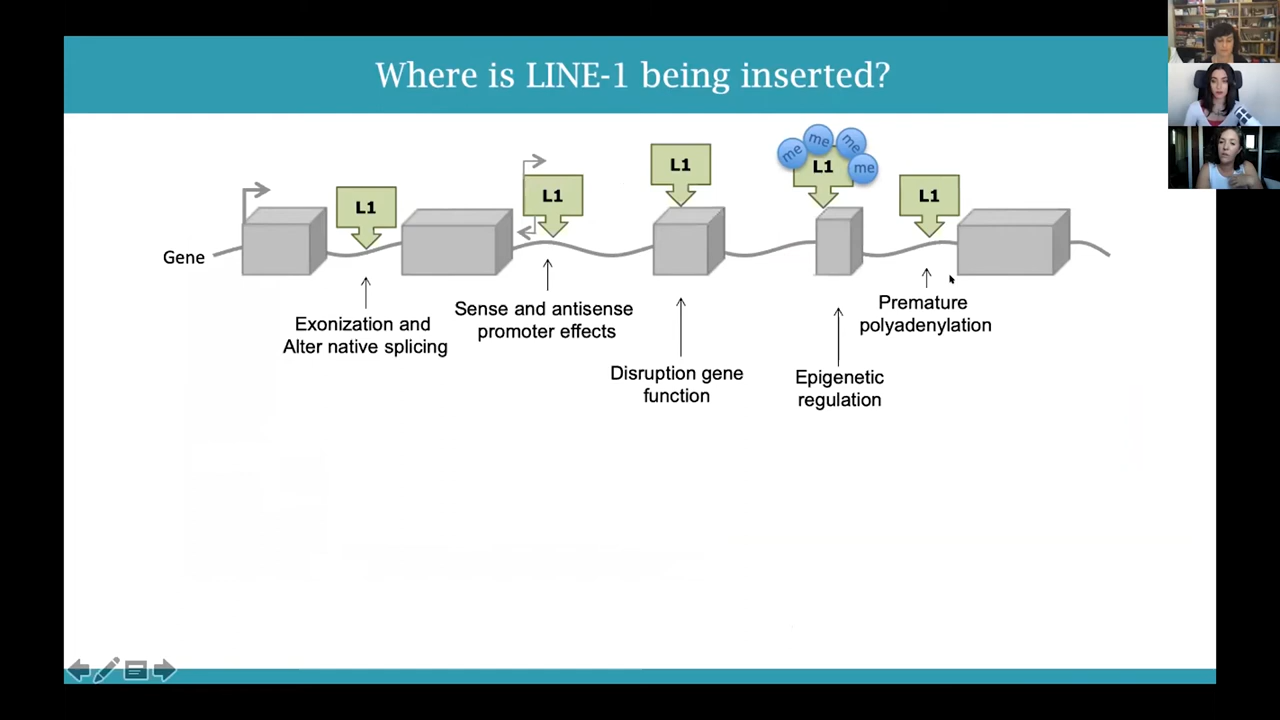 Where is LINE-1 being inserted?
me
me
me
me
L1
L1
L1
L1
L1
Gene
Exonization and
Alter native splicing
Sense and antisense
promoter effects
Disruption gene
function
Epigenetic
regulation
Premature
polyadenylation